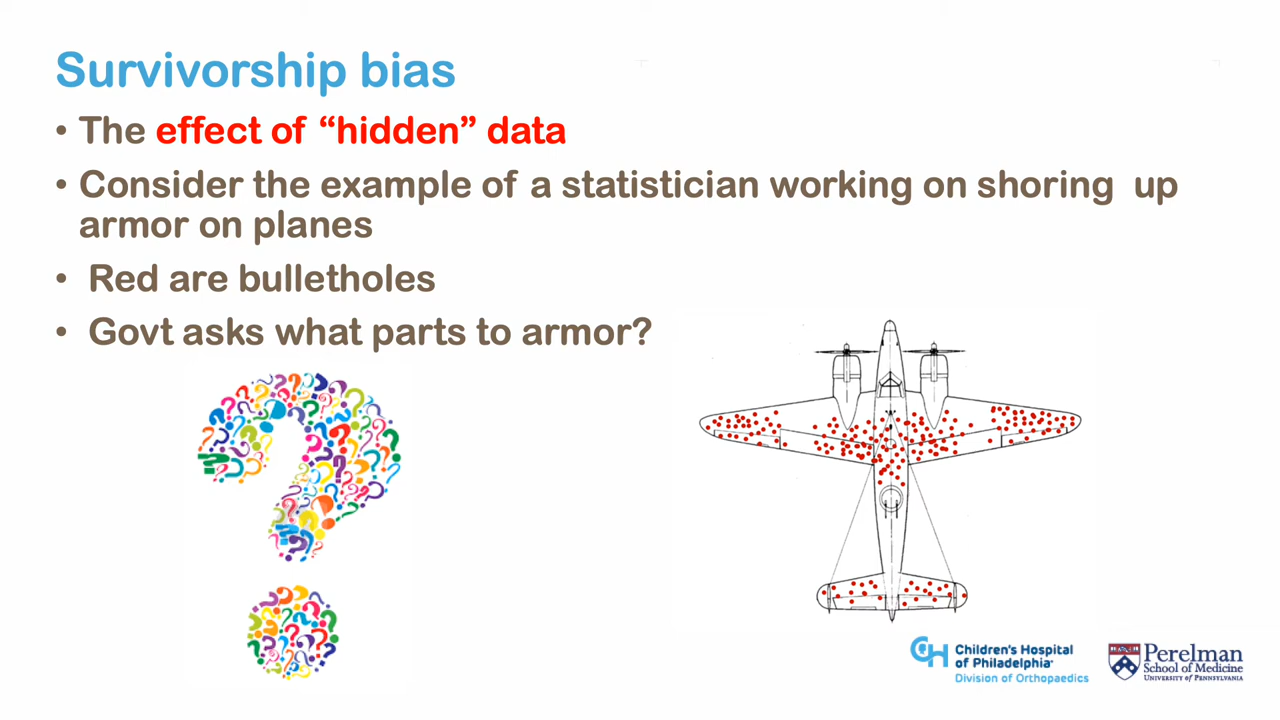 Survivorship bias
• The effect of “hidden” data
• Consider the example of a statistician working on shoring  up
armor on planes
• Red are bulletholes
• Govt asks what parts to armor?
Children's Hospital
of Philadelphia
Division of Orthopaedics
Perelman
School of Medicine
University of Pennsylvania